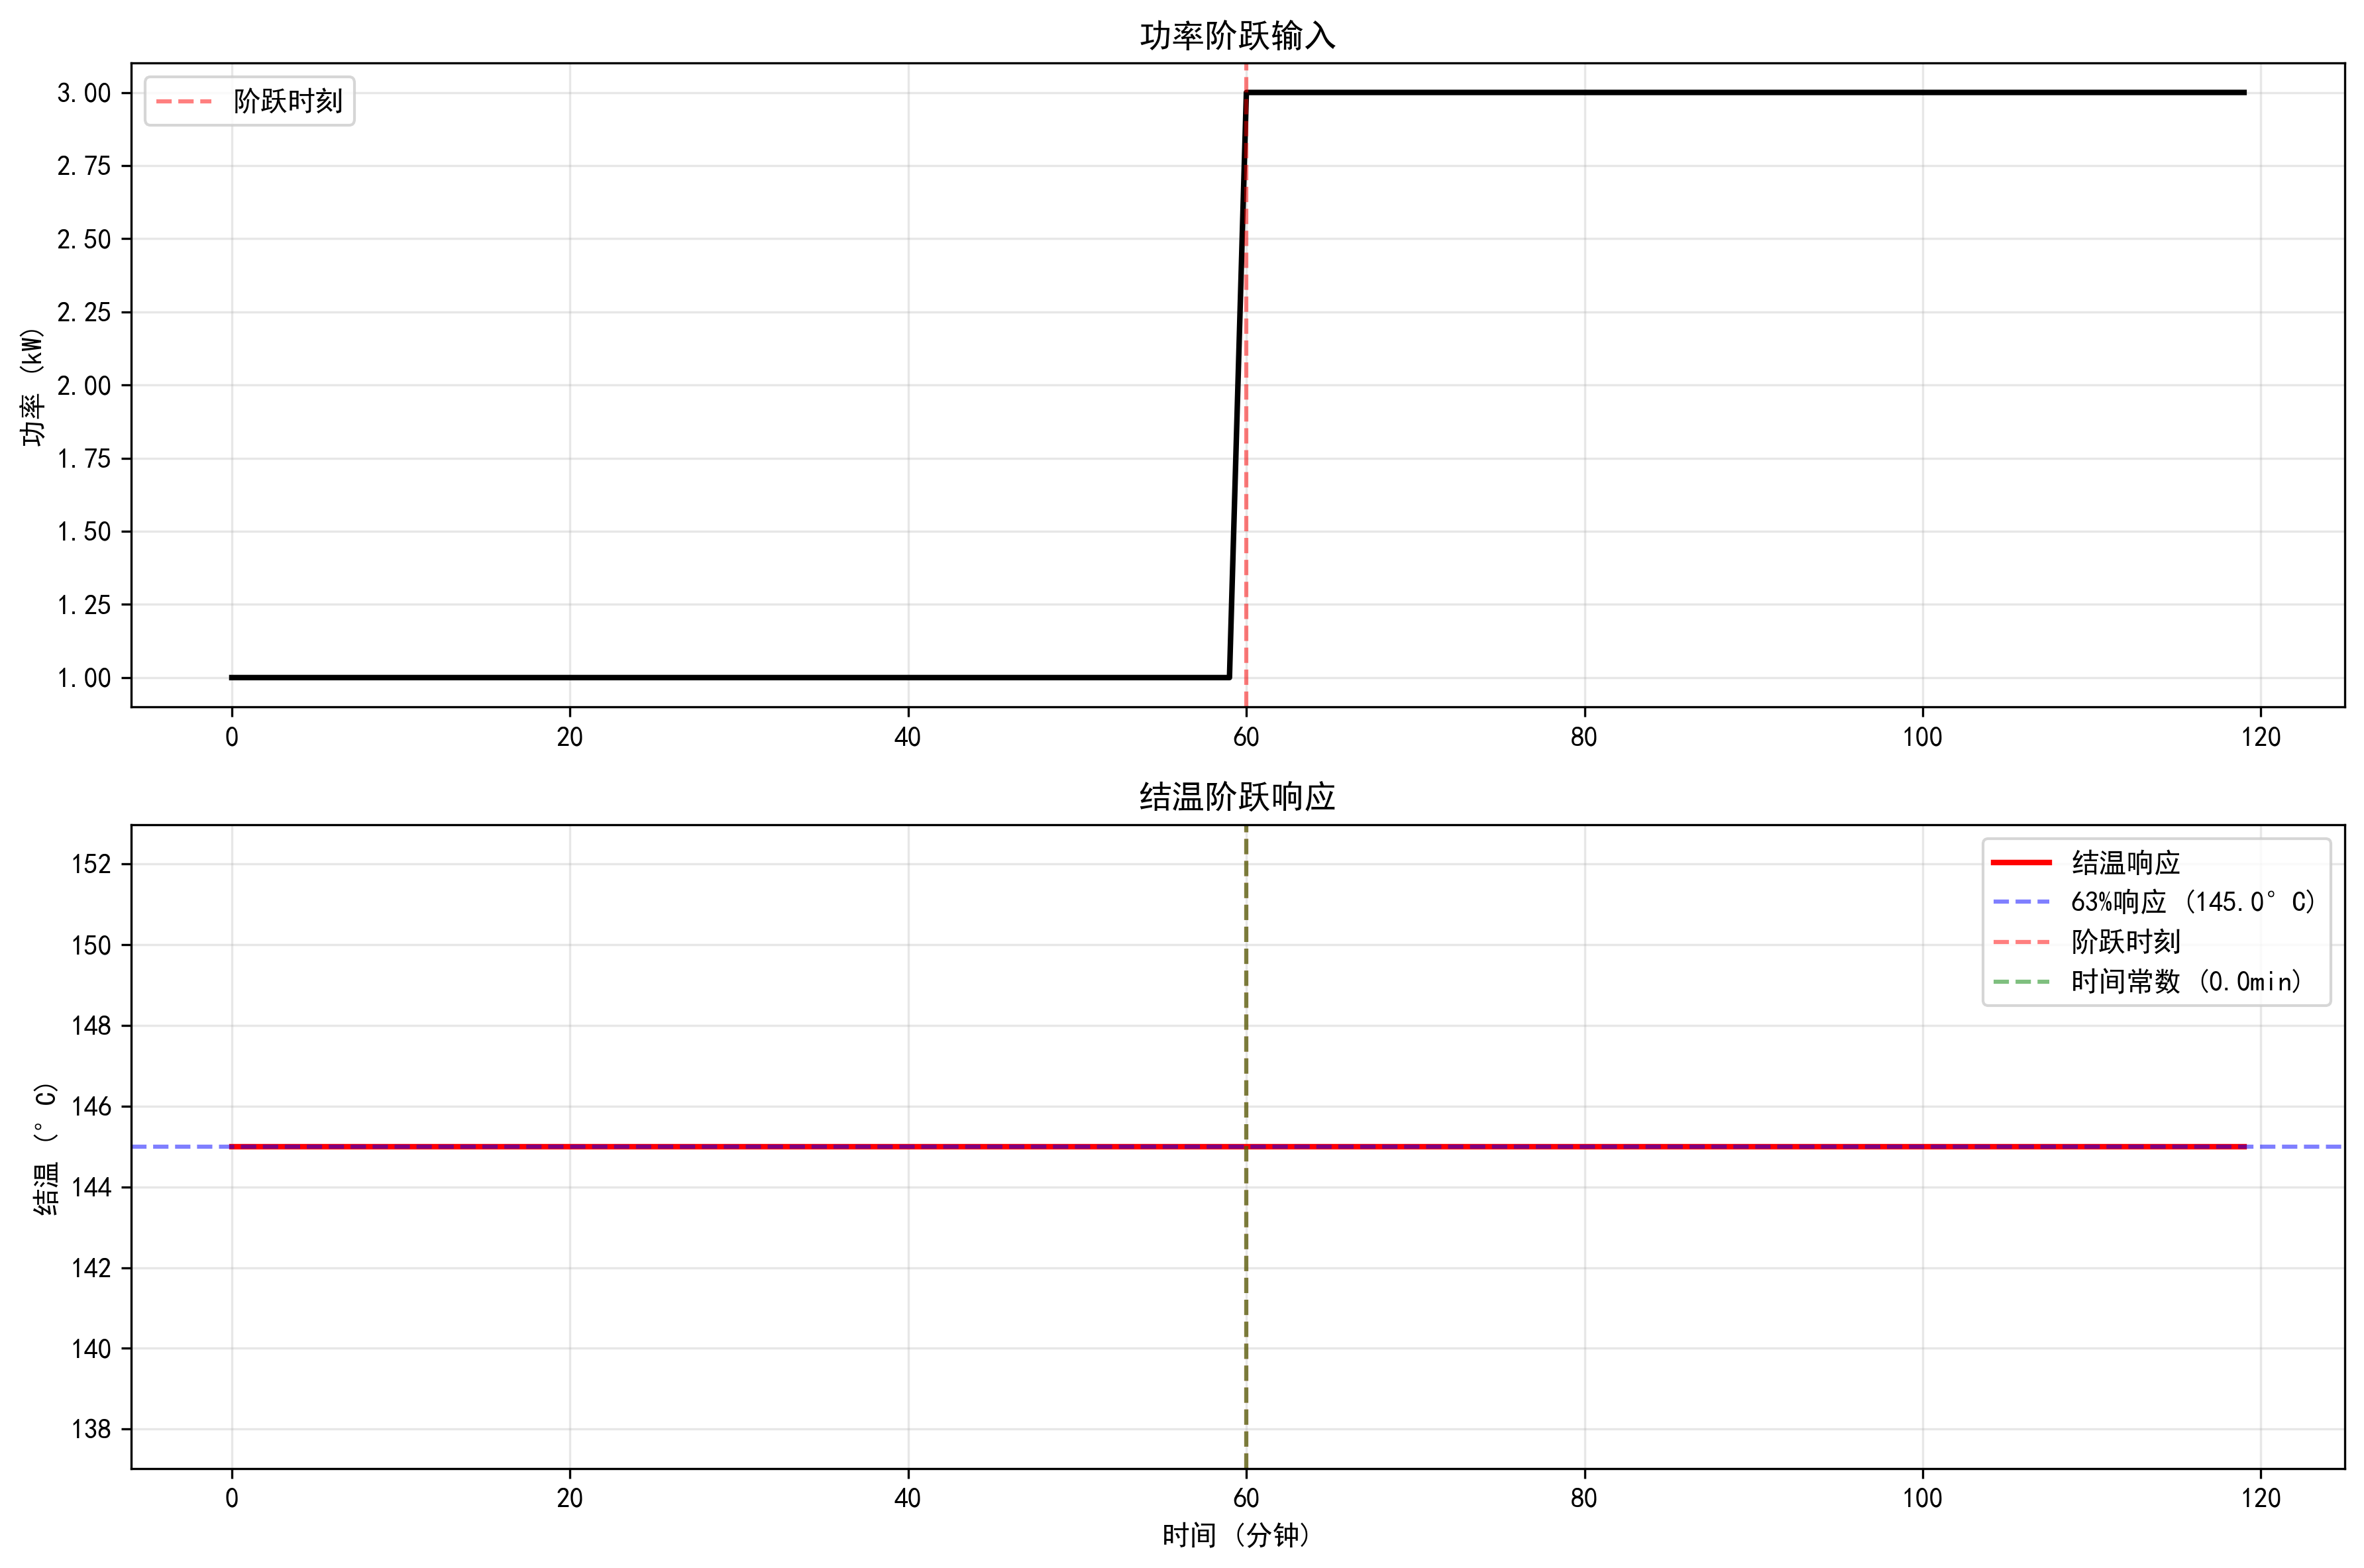 功率阶跃输入
阶跃时刻
3.00
2.75
2.50
2.25
2.00
1.75
1.50
1.25
1.00
功率 (kW)
0 20 40 60 80 100 120
结温阶跃响应
结温响应
63%响应 (145.0°C)
阶跃时刻
时间常数 (0.0min)
152
150
148
146
144
142
140
138
结温 (°C)
0 20 40 60 80 100 120
时间 (分钟)